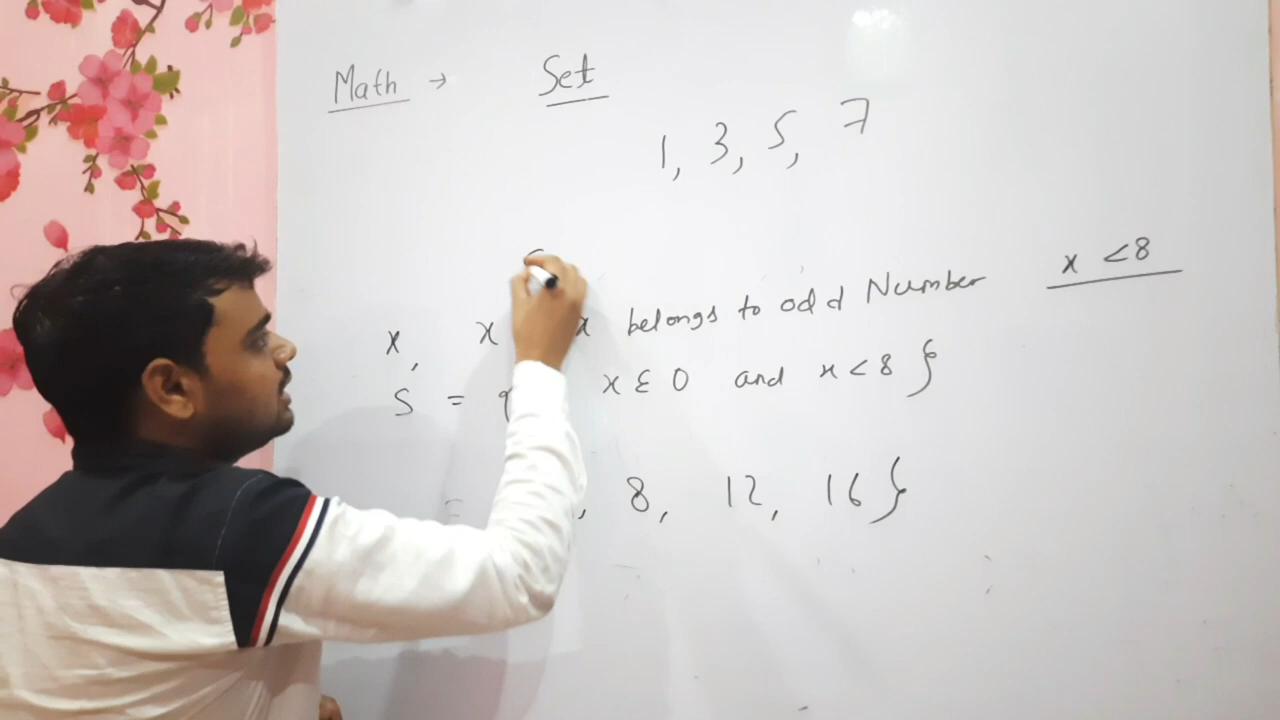 Math → Set
1, 3, 5, 7
x < 8
x, x x belongs to odd Number
S = x ε 0 and x < 8 }
= , 8, 12, 16 }